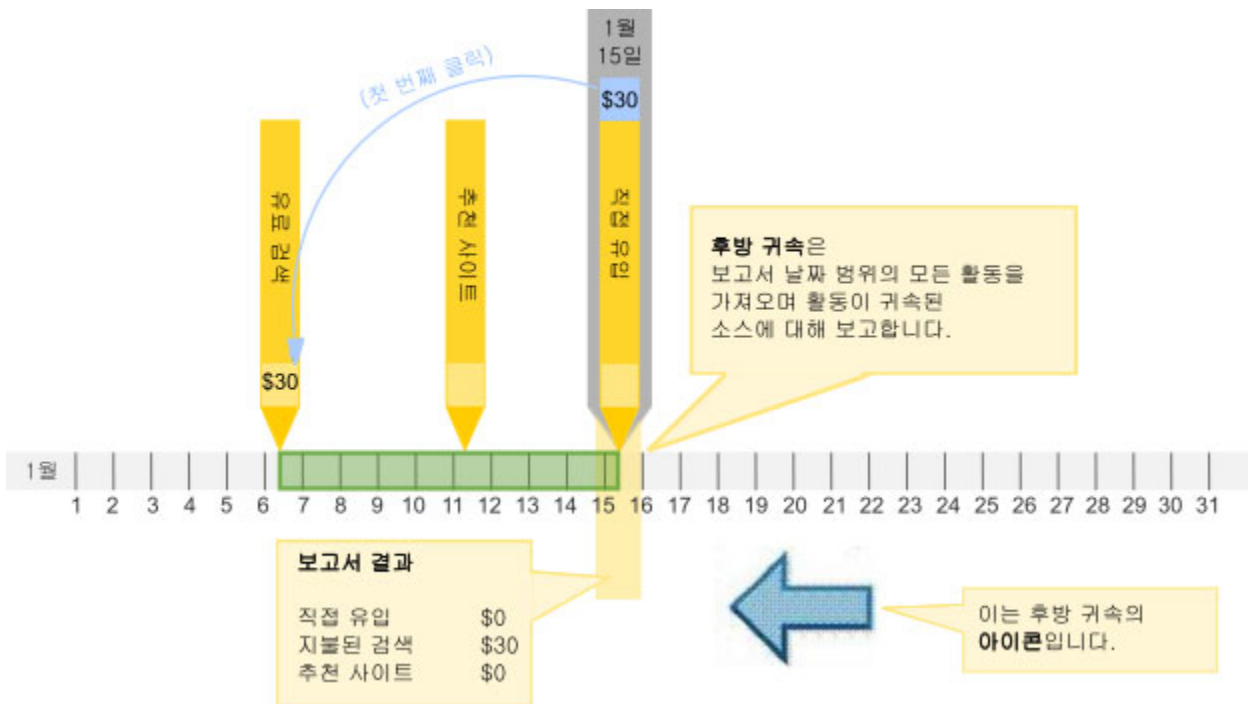 1월
15일
(첫 번째 클릭)
$30
유료 검색
추천 사이트
직접 유입
$30
후방 귀속은
보고서 날짜 범위의 모든 활동을
가져오며 활동이 귀속된
소스에 대해 보고합니다.
1월
1 2 3 4 5 6 7 8 9 10 11 12 13 14 15 16 17 18 19 20 21 22 23 24 25 26 27 28 29 30 31
보고서 결과
직접 유입 $0
지불된 검색 $30
추천 사이트 $0
이는 후방 귀속의
아이콘입니다.